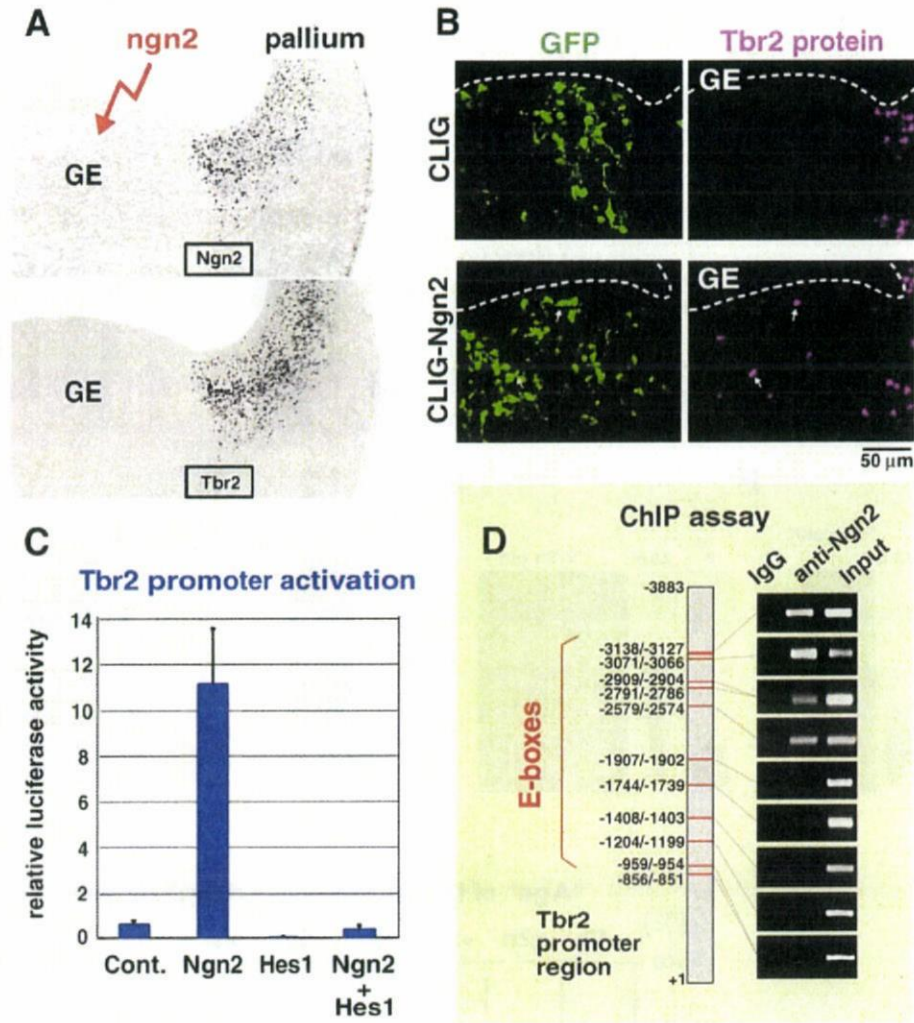 A
ngn2
pallium
GE
Ngn2
GE
Tbr2
B
GFP
Tbr2 protein
CLIG
GE
CLIG-Ngn2
GE
50 μm
C
Tbr2 promoter activation
relative luciferase activity
14
12
10
8
6
4
2
0
Cont.
Ngn2
Hes1
Ngn2
+
Hes1
D
ChIP assay
IgG
anti-Ngn2
Input
-3883
-3138/-3127
-3071/-3066
-2909/-2904
-2791/-2786
-2579/-2574
-1907/-1902
-1744/-1739
-1408/-1403
-1204/-1199
-959/-954
-856/-851
E-boxes
Tbr2
promoter
region
+1